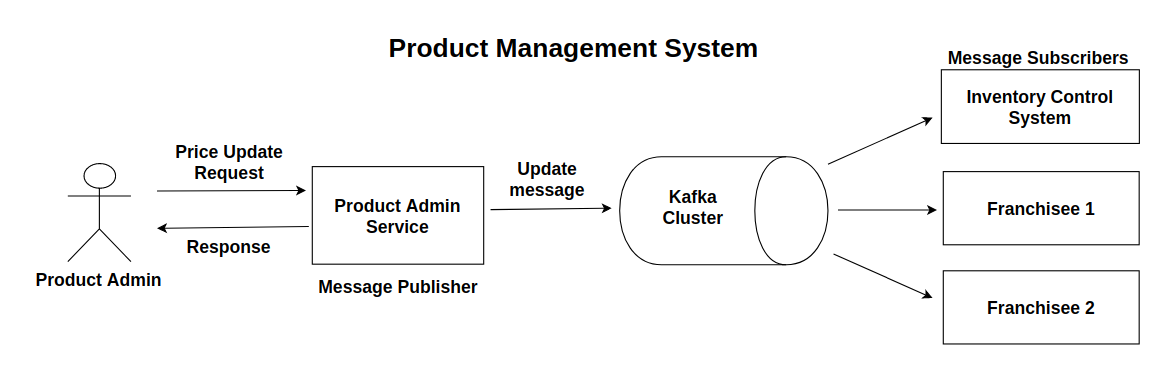 Product Management System
Message Subscribers
Inventory Control
System
Price Update
Request
Update
message
Product Admin
Service
Kafka
Cluster
Franchisee 1
Response
Product Admin
Message Publisher
Franchisee 2